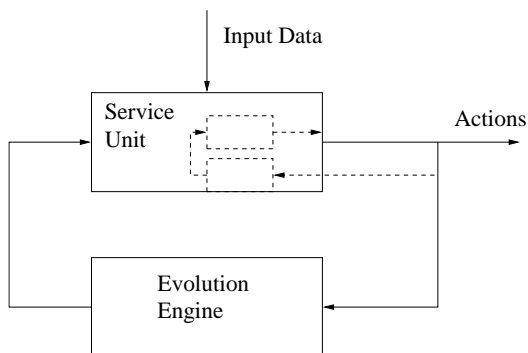 Input Data
Service
Unit
Actions
Evolution
Engine